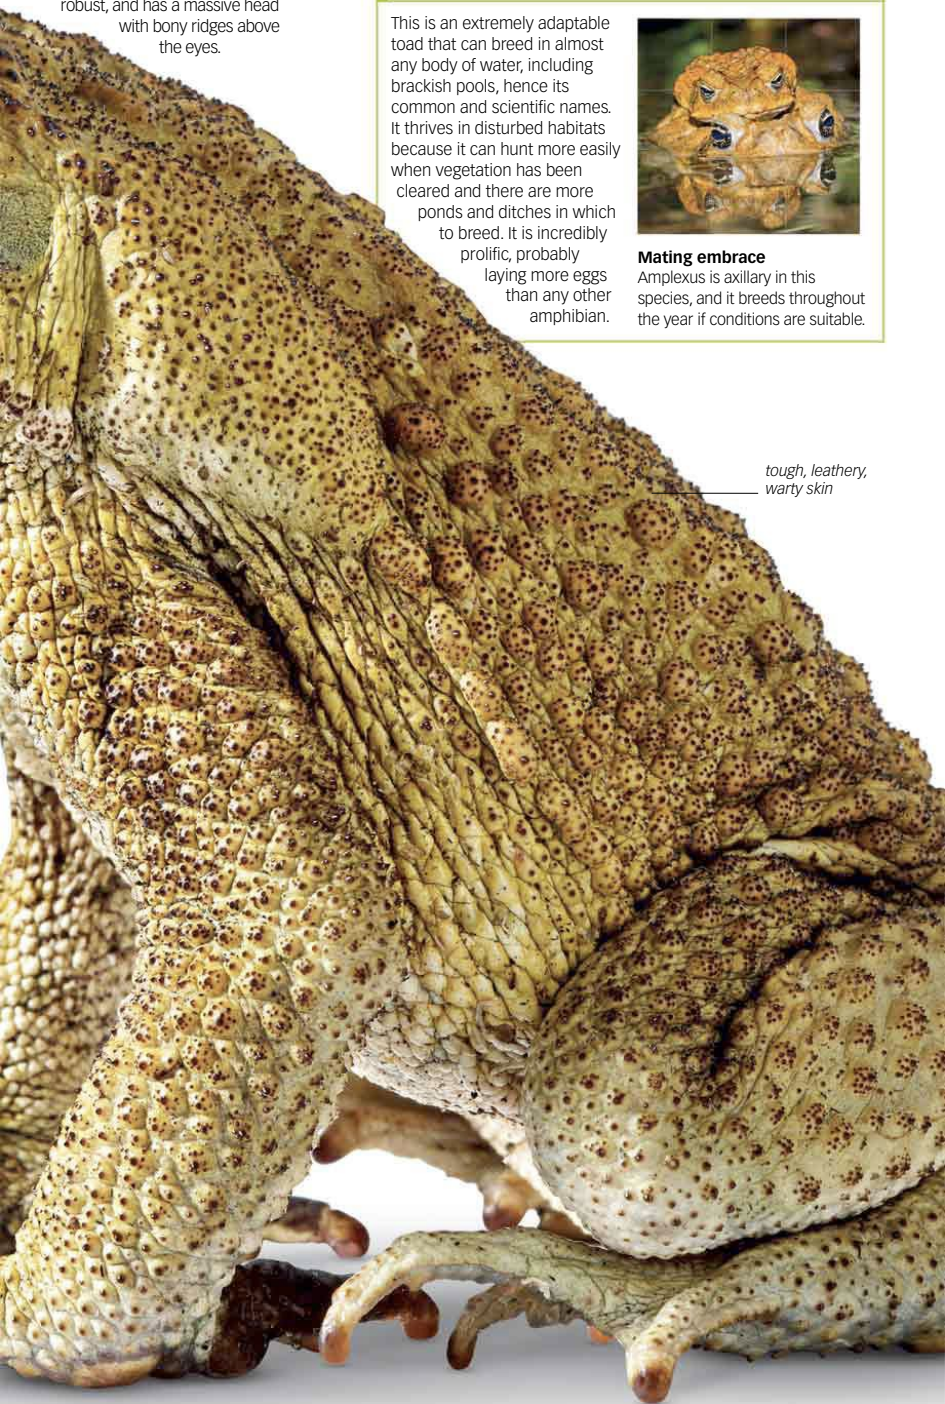 robust, and has a massive head
with bony ridges above
the eyes.
This is an extremely adaptable
toad that can breed in almost
any body of water, including
brackish pools, hence its
common and scientific names.
It thrives in disturbed habitats
because it can hunt more easily
when vegetation has been
cleared and there are more
ponds and ditches in which
to breed. It is incredibly
prolific, probably
laying more eggs
than any other
amphibian.
Mating embrace
Amplexus is axillary in this
species, and it breeds throughout
the year if conditions are suitable.
tough, leathery,
warty skin